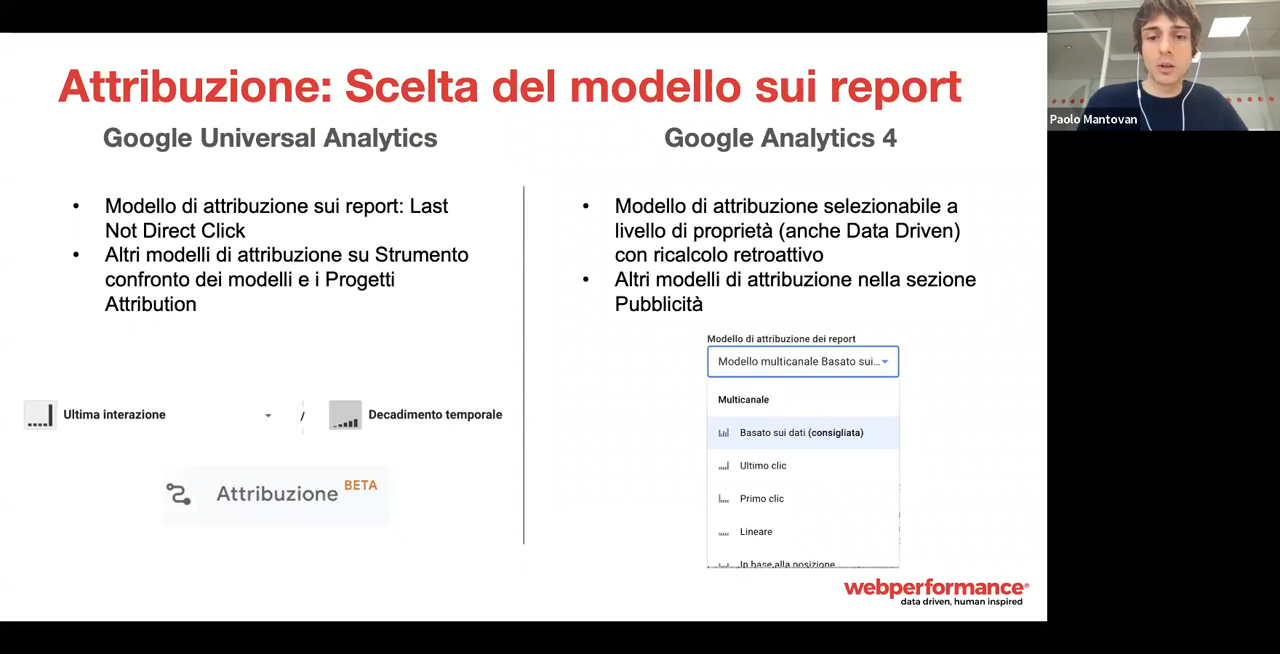 Attribuzione: Scelta del modello sui report
Google Universal Analytics
• Modello di attribuzione sui report: Last
Not Direct Click
• Altri modelli di attribuzione su Strumento
confronto dei modelli e i Progetti
Attribution
Ultima interazione
/
Decadimento temporale
Attribuzione BETA
Google Analytics 4
• Modello di attribuzione selezionabile a
livello di proprietà (anche Data Driven)
con ricalcolo retroattivo
• Altri modelli di attribuzione nella sezione
Pubblicità
Modello di attribuzione dei report
Modello multicanale Basato sui...
Multicanale
Basato sui dati (consigliata)
Ultimo clic
Primo clic
Lineare
In base alla posizione
webperformance®
data driven, human inspired
Paolo Mantovan